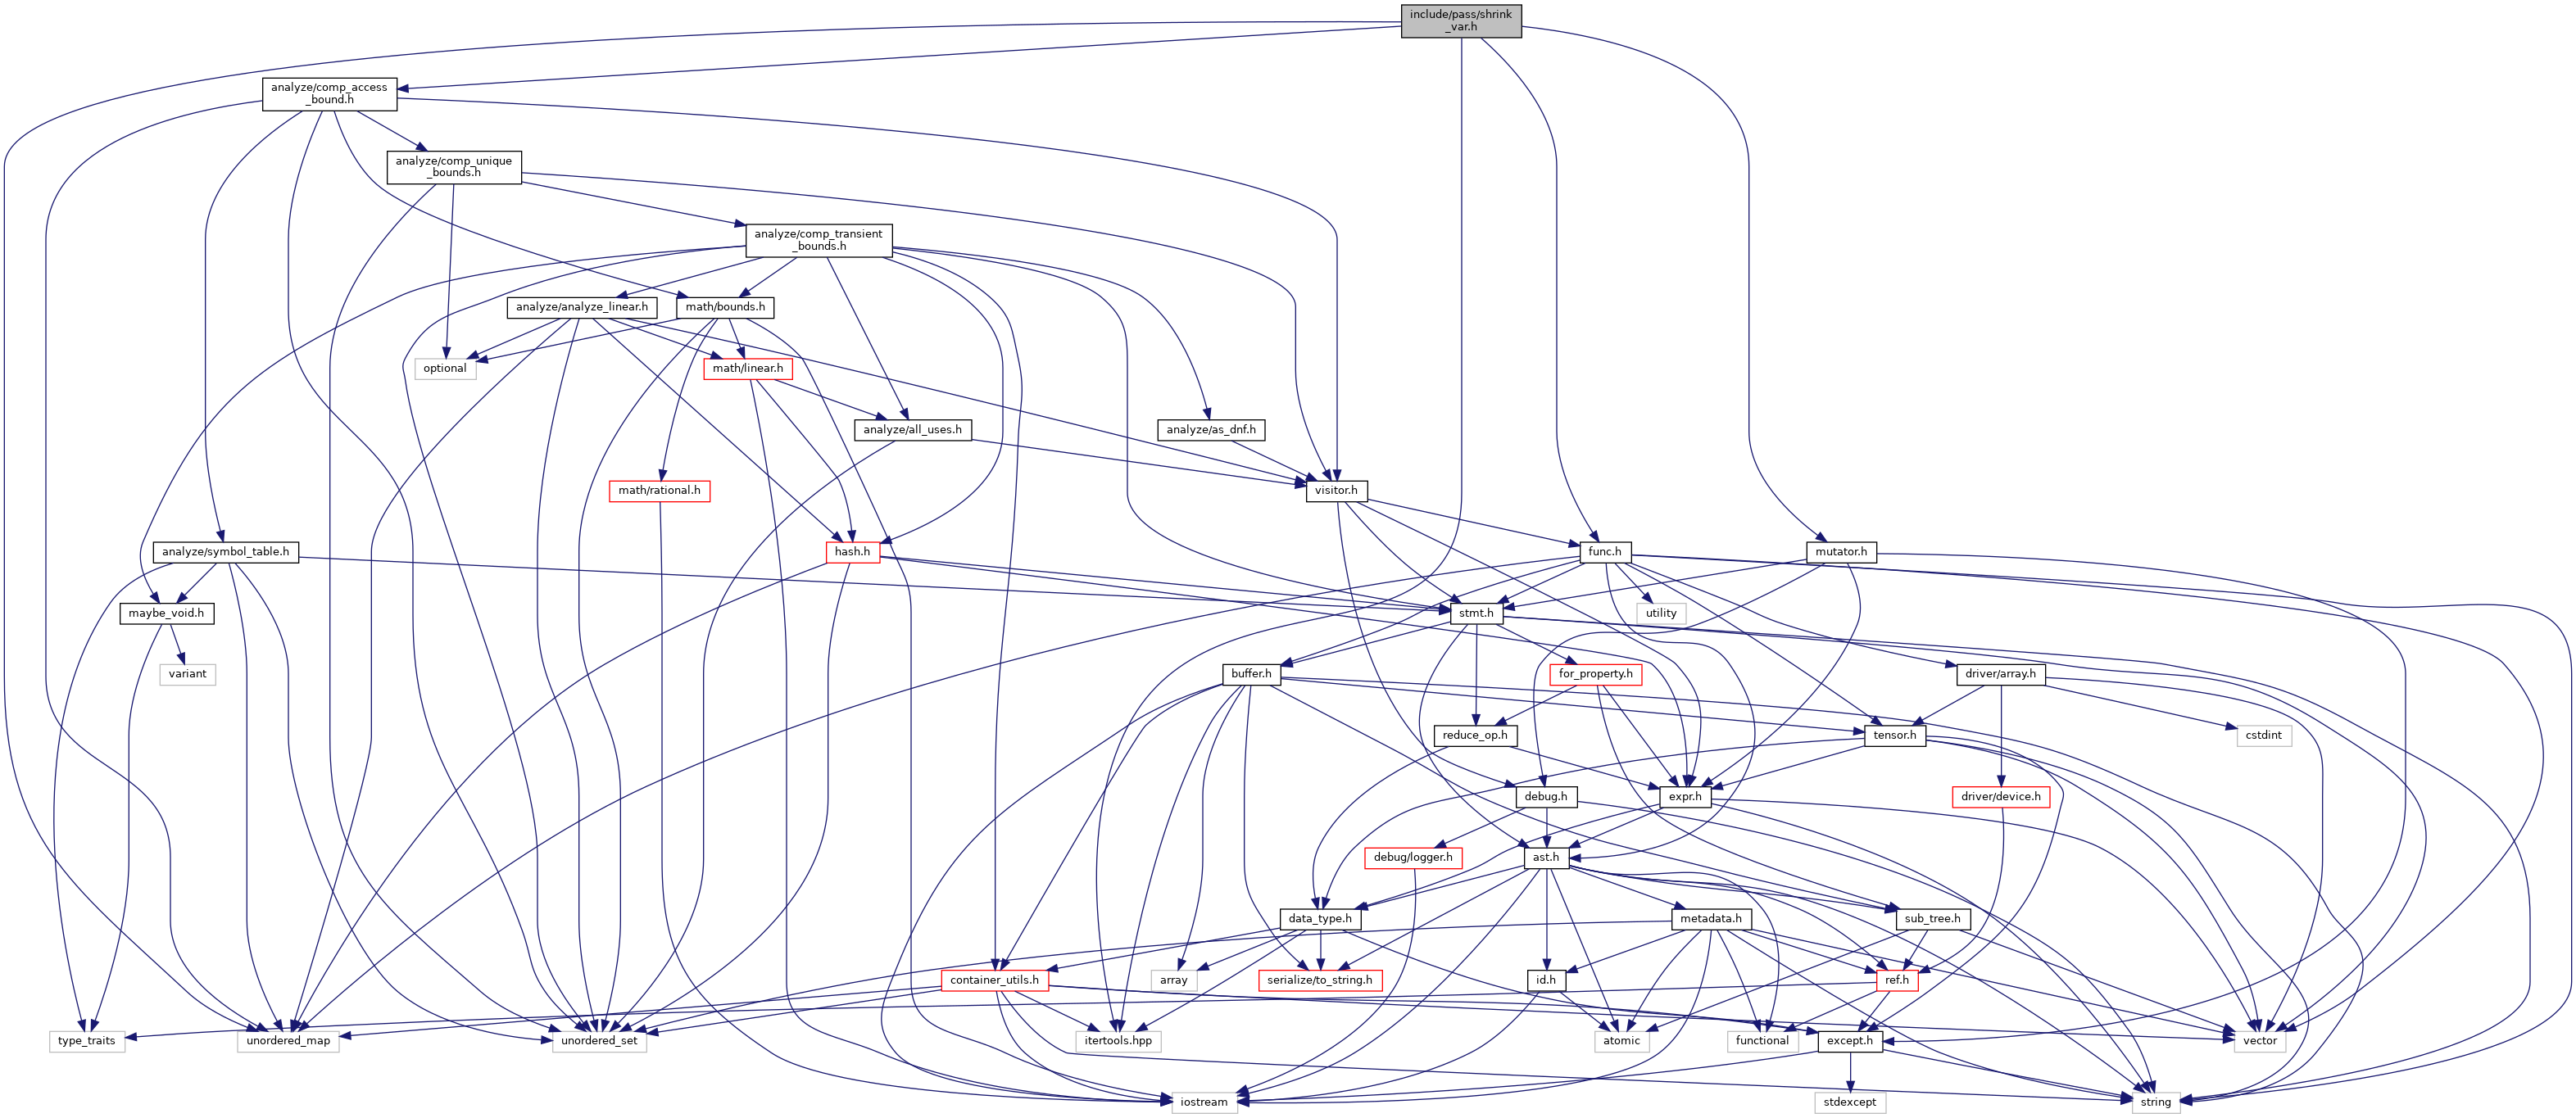 include/pass/shrink
_var.h
analyze/comp_access
_bound.h
analyze/comp_unique
_bounds.h
analyze/comp_transient
_bounds.h
analyze/analyze_linear.h
math/bounds.h
optional
math/linear.h
analyze/all_uses.h
analyze/as_dnf.h
math/rational.h
visitor.h
analyze/symbol_table.h
hash.h
func.h
mutator.h
maybe_void.h
stmt.h
utility
variant
buffer.h
for_property.h
driver/array.h
reduce_op.h
tensor.h
cstdint
debug.h
expr.h
driver/device.h
debug/logger.h
ast.h
data_type.h
metadata.h
sub_tree.h
container_utils.h
array
serialize/to_string.h
id.h
ref.h
type_traits
unordered_map
unordered_set
itertools.hpp
atomic
functional
except.h
vector
iostream
stdexcept
string